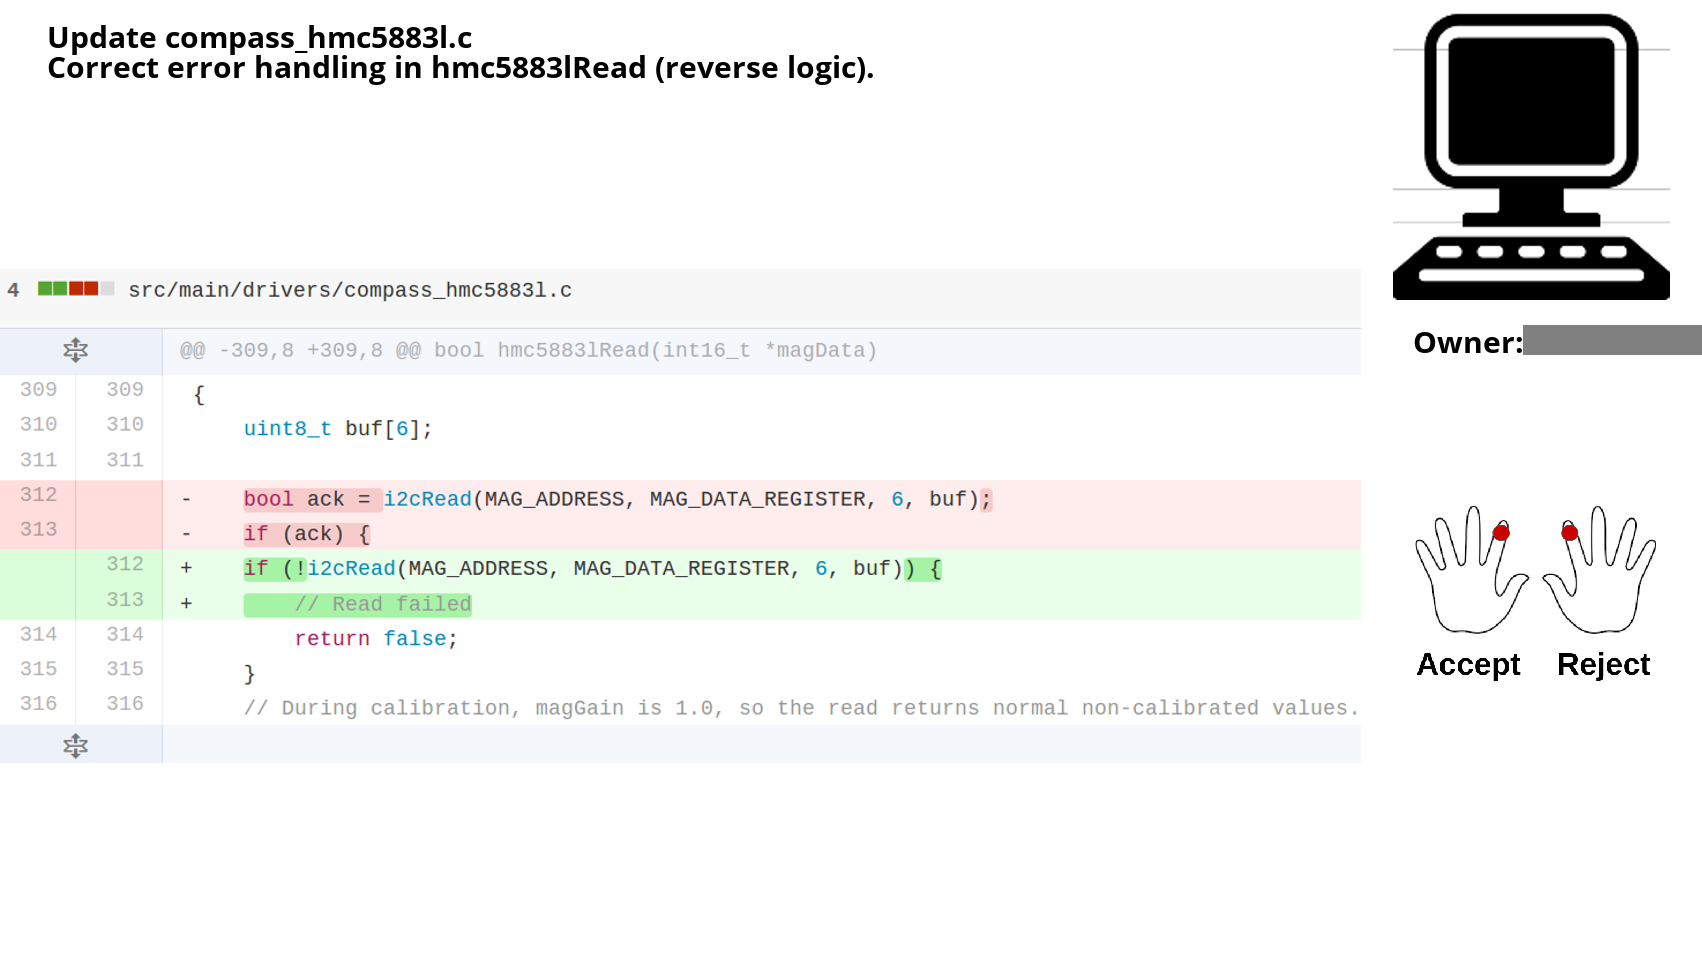 Update compass_hmc5883l.c
Correct error handling in hmc5883lRead (reverse logic).
Owner:
4 src/main/drivers/compass_hmc5883l.c
@@ -309,8 +309,8 @@ bool hmc5883lRead(int16_t *magData)
309 309 {
310 310 uint8_t buf[6];
311 311
312 - bool ack = i2cRead(MAG_ADDRESS, MAG_DATA_REGISTER, 6, buf);
313 - if (ack) {
312 + if (!i2cRead(MAG_ADDRESS, MAG_DATA_REGISTER, 6, buf)) {
313 + // Read failed
314 314 return false;
315 315 }
316 316 // During calibration, magGain is 1.0, so the read returns normal non-calibrated values.
Accept Reject